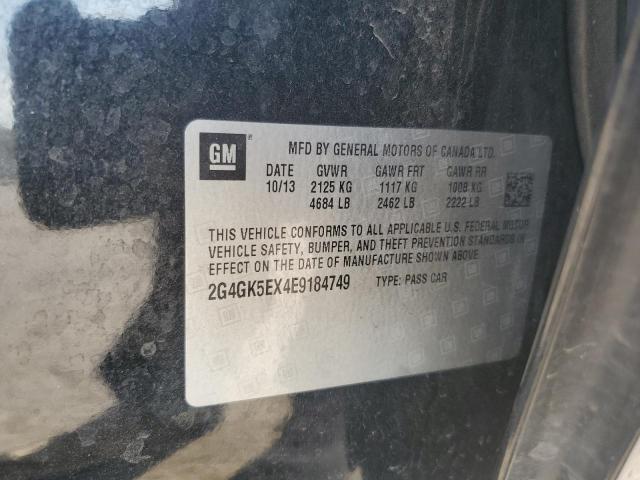 GM
MFD BY GENERAL MOTORS OF CANADA LTD.
DATE GVWR GAWR FRT GAWR RR
10/13 2125 KG 1117 KG 1008 KG
4684 LB 2462 LB 2222 LB
THIS VEHICLE CONFORMS TO ALL APPLICABLE U.S. FEDERAL MOTOR
VEHICLE SAFETY, BUMPER, AND THEFT PREVENTION STANDARDS IN
EFFECT ON THE DATE OF MANUFACTURE SHOWN ABOVE.
2G4GK5EX4E9184749 TYPE: PASS CAR